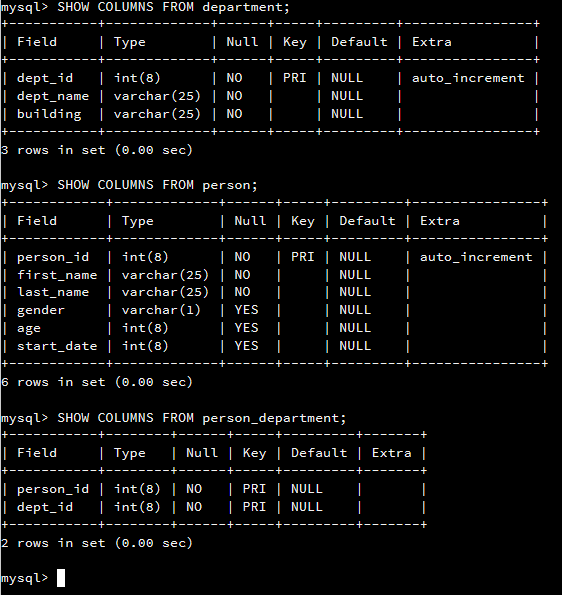 mysql> SHOW COLUMNS FROM department;
+-----------+-------------+------+-----+---------+----------------+
| Field     | Type        | Null | Key | Default | Extra          |
+-----------+-------------+------+-----+---------+----------------+
| dept_id   | int(8)      | NO   | PRI | NULL    | auto_increment |
| dept_name | varchar(25) | NO   |     | NULL    |                |
| building  | varchar(25) | NO   |     | NULL    |                |
+-----------+-------------+------+-----+---------+----------------+
3 rows in set (0.00 sec)
mysql> SHOW COLUMNS FROM person;
+------------+-------------+------+-----+---------+----------------+
| Field      | Type        | Null | Key | Default | Extra          |
+------------+-------------+------+-----+---------+----------------+
| person_id  | int(8)      | NO   | PRI | NULL    | auto_increment |
| first_name | varchar(25) | NO   |     | NULL    |                |
| last_name  | varchar(25) | NO   |     | NULL    |                |
| gender     | varchar(1)  | YES  |     | NULL    |                |
| age        | int(8)      | YES  |     | NULL    |                |
| start_date | int(8)      | YES  |     | NULL    |                |
+------------+-------------+------+-----+---------+----------------+
6 rows in set (0.00 sec)
mysql> SHOW COLUMNS FROM person_department;
+-----------+--------+------+-----+---------+-------+
| Field     | Type   | Null | Key | Default | Extra |
+-----------+--------+------+-----+---------+-------+
| person_id | int(8) | NO   | PRI | NULL    |       |
| dept_id   | int(8) | NO   | PRI | NULL    |       |
+-----------+--------+------+-----+---------+-------+
2 rows in set (0.00 sec)
mysql>